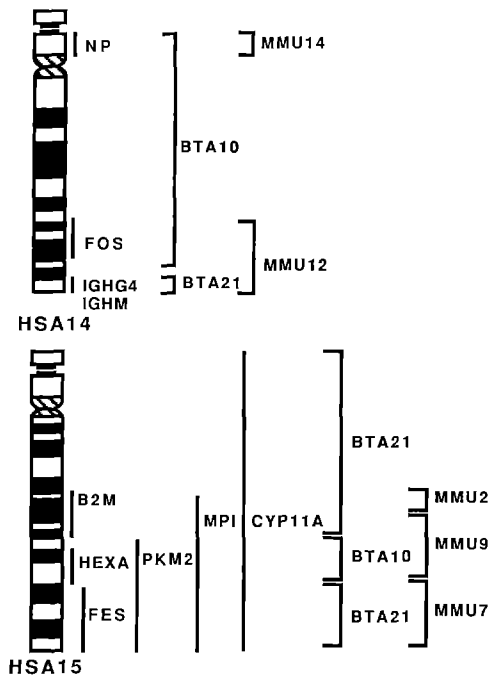 NP
MMU14
BTA10
FOS
MMU12
IGHG4
BTA21
IGHM
HSA14
BTA21
B2M
MMU2
MPI
CYP11A
MMU9
HEXA
PKM2
BTA10
FES
BTA21
MMU7
HSA15